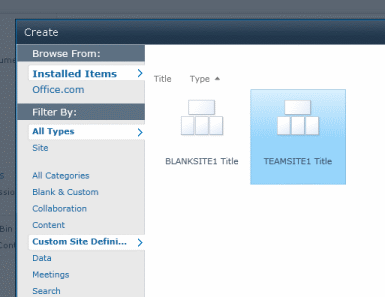 Create
Browse From:
Installed Items
Office.com
Filter By:
All Types
Site
All Categories
Blank & Custom
Collaboration
Content
Custom Site Defini...
Data
Meetings
Search
Title Type
BLANKSITE1 Title
TEAMSITE1 Title